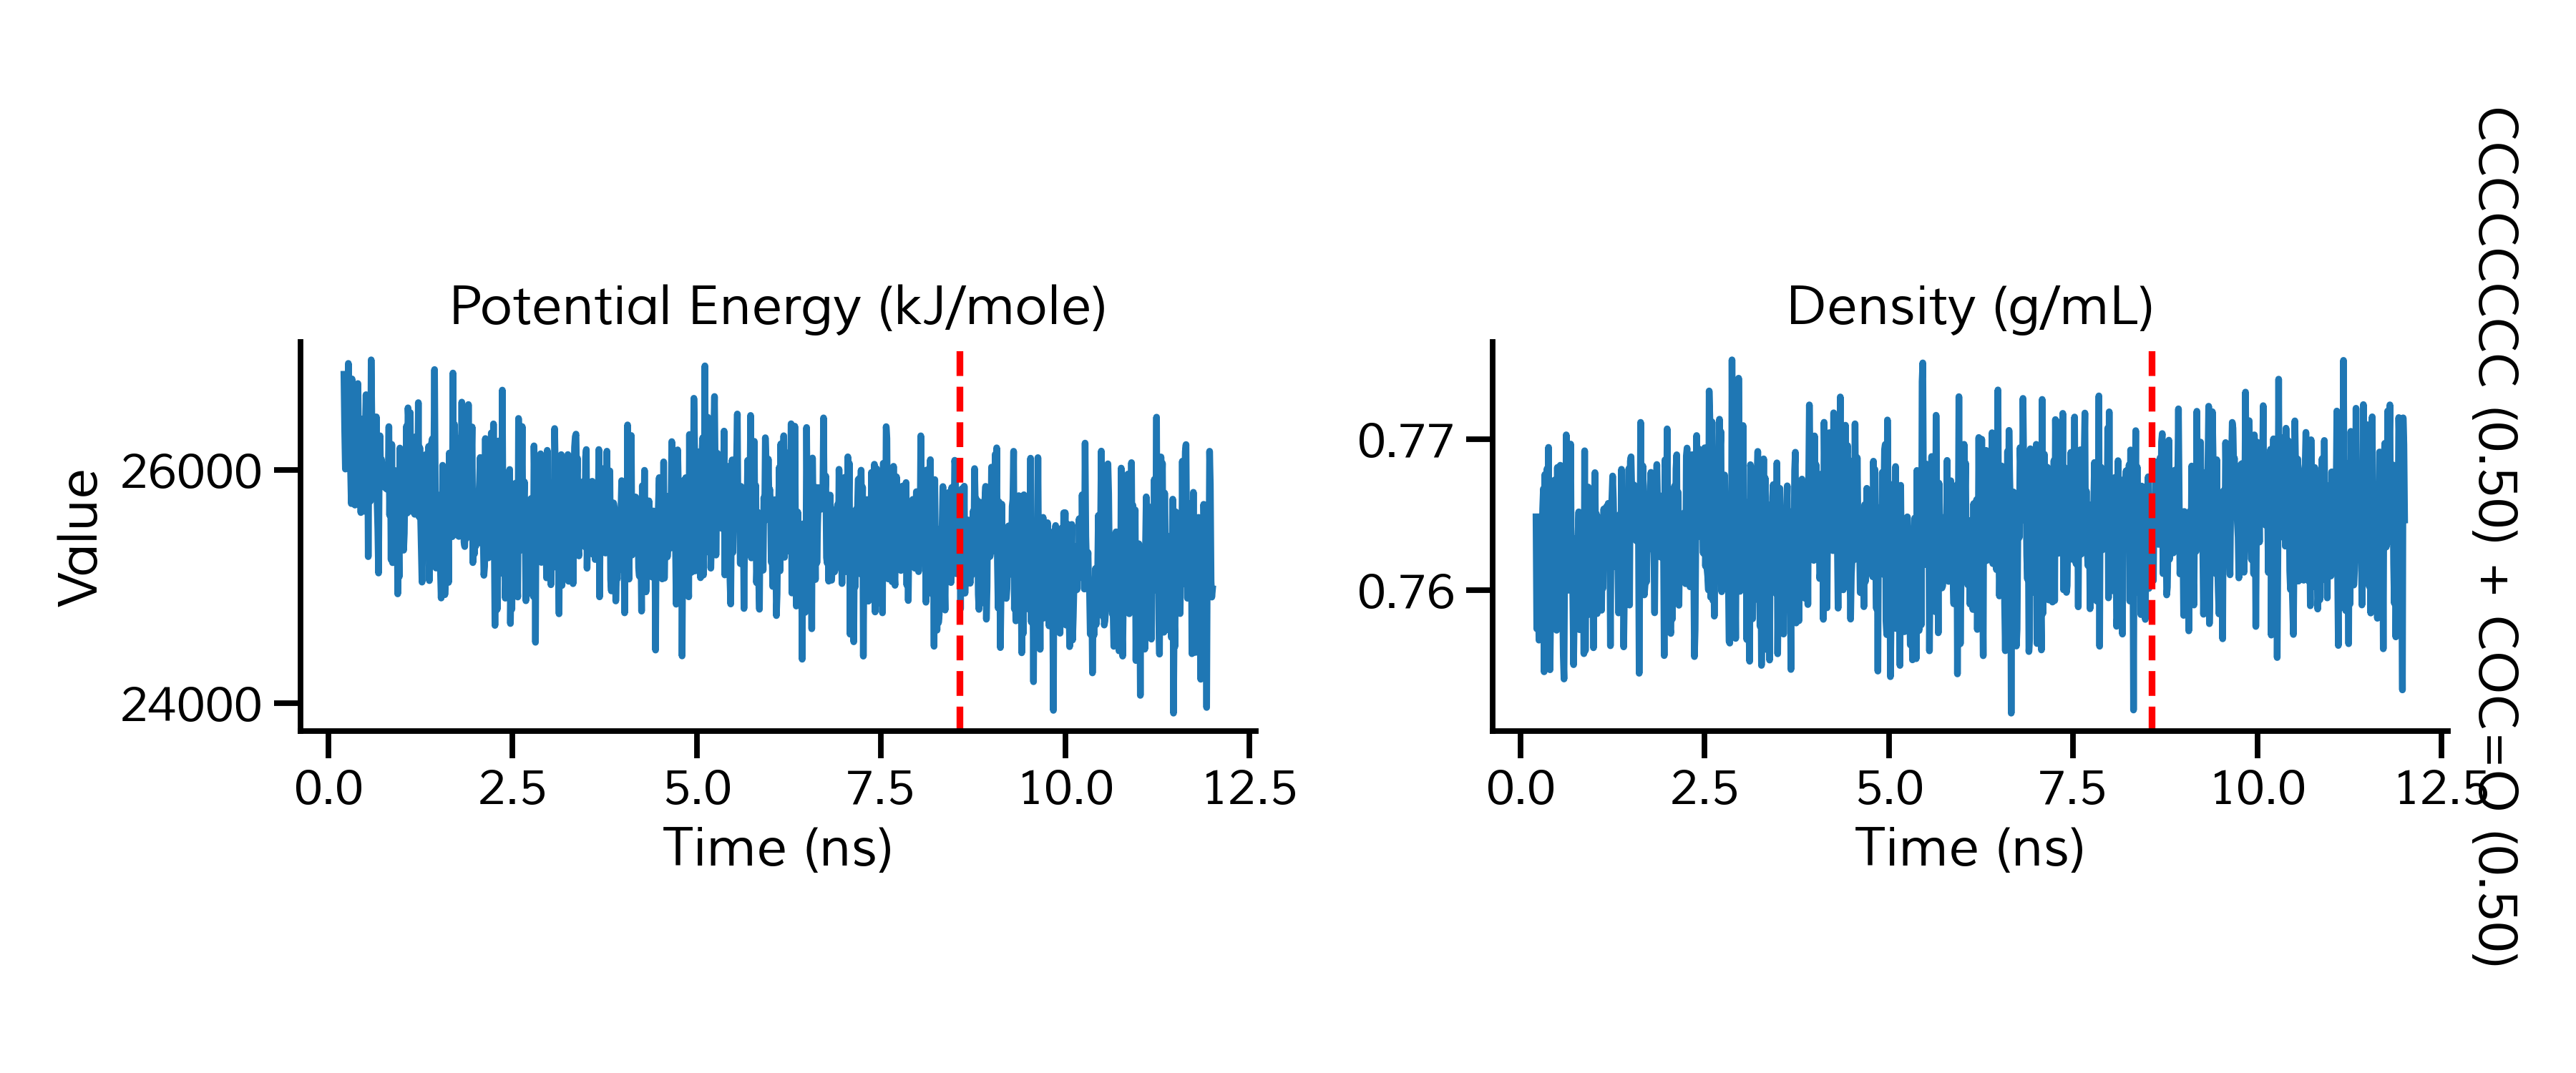 Potential Energy (kJ/mole)
Value
26000
24000
0.0 2.5 5.0 7.5 10.0 12.5
Time (ns)
Density (g/mL)
0.77
0.76
0.0 2.5 5.0 7.5 10.0 12.5
Time (ns)
CCCCCCCC (0.50) + COC=O (0.50)